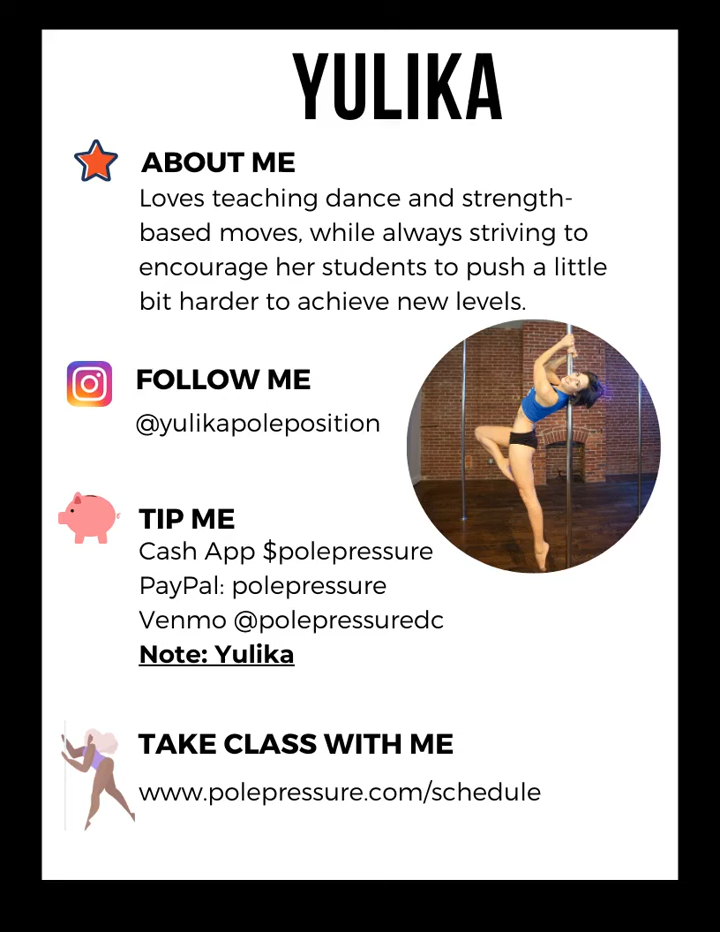 YULIKA
ABOUT ME
Loves teaching dance and strength-
based moves, while always striving to
encourage her students to push a little
bit harder to achieve new levels.
FOLLOW ME
@yulikapoleposition
TIP ME
Cash App $polepressure
PayPal: polepressure
Venmo @polepressuredc
Note: Yulika
TAKE CLASS WITH ME
www.polepressure.com/schedule